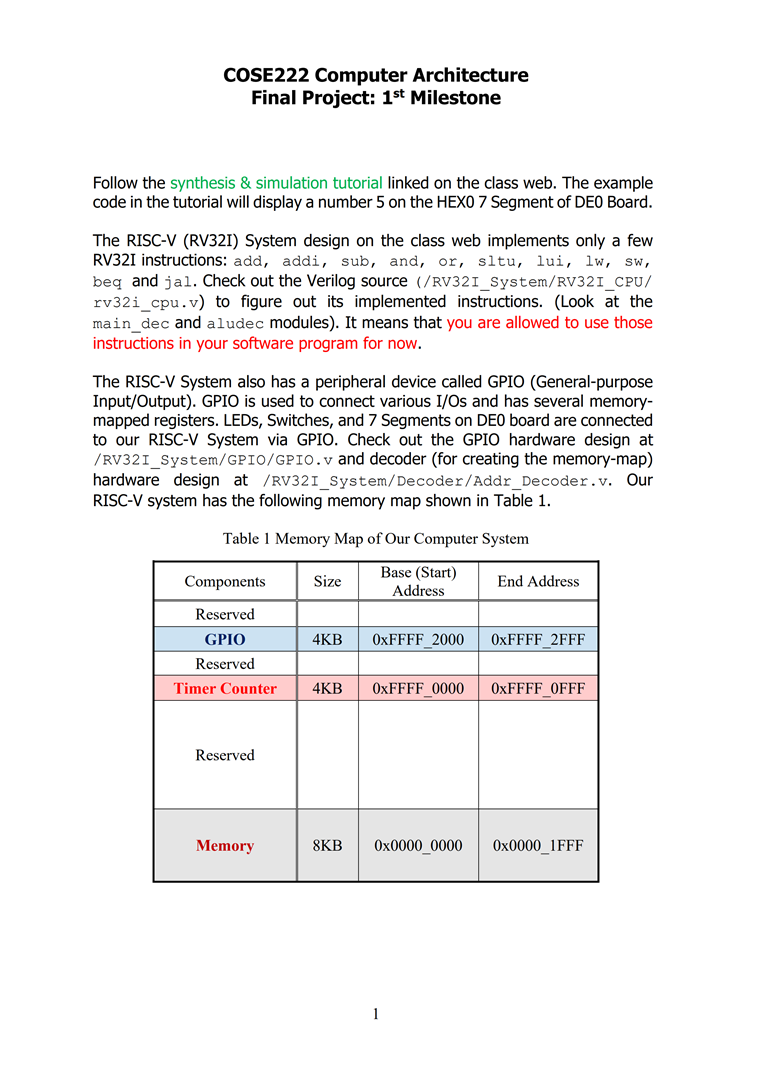 COSE222 Computer Architecture
Final Project: 1st Milestone
Follow the synthesis & simulation tutorial linked on the class web. The example
code in the tutorial will display a number 5 on the HEX0 7 Segment of DE0 Board.
The RISC-V (RV32I) System design on the class web implements only a few
RV32I instructions: add, addi, sub, and, or, sltu, lui, lw, sw,
beq and jal. Check out the Verilog source (/RV32I_System/RV32I_CPU/
rv32i_cpu.v) to figure out its implemented instructions. (Look at the
main_dec and aludec modules). It means that you are allowed to use those
instructions in your software program for now.
The RISC-V System also has a peripheral device called GPIO (General-purpose
Input/Output). GPIO is used to connect various I/Os and has several memory-
mapped registers. LEDs, Switches, and 7 Segments on DE0 board are connected
to our RISC-V System via GPIO. Check out the GPIO hardware design at
/RV32I_System/GPIO/GPIO.v and decoder (for creating the memory-map)
hardware design at /RV32I_System/Decoder/Addr_Decoder.v. Our
RISC-V system has the following memory map shown in Table 1.
Table 1 Memory Map of Our Computer System
Components Size Base (Start) Address End Address
Reserved
GPIO 4KB 0xFFFF_2000 0xFFFF_2FFF
Reserved
Timer Counter 4KB 0xFFFF_0000 0xFFFF_0FFF
Reserved
Memory 8KB 0x0000_0000 0x0000_1FFF
1